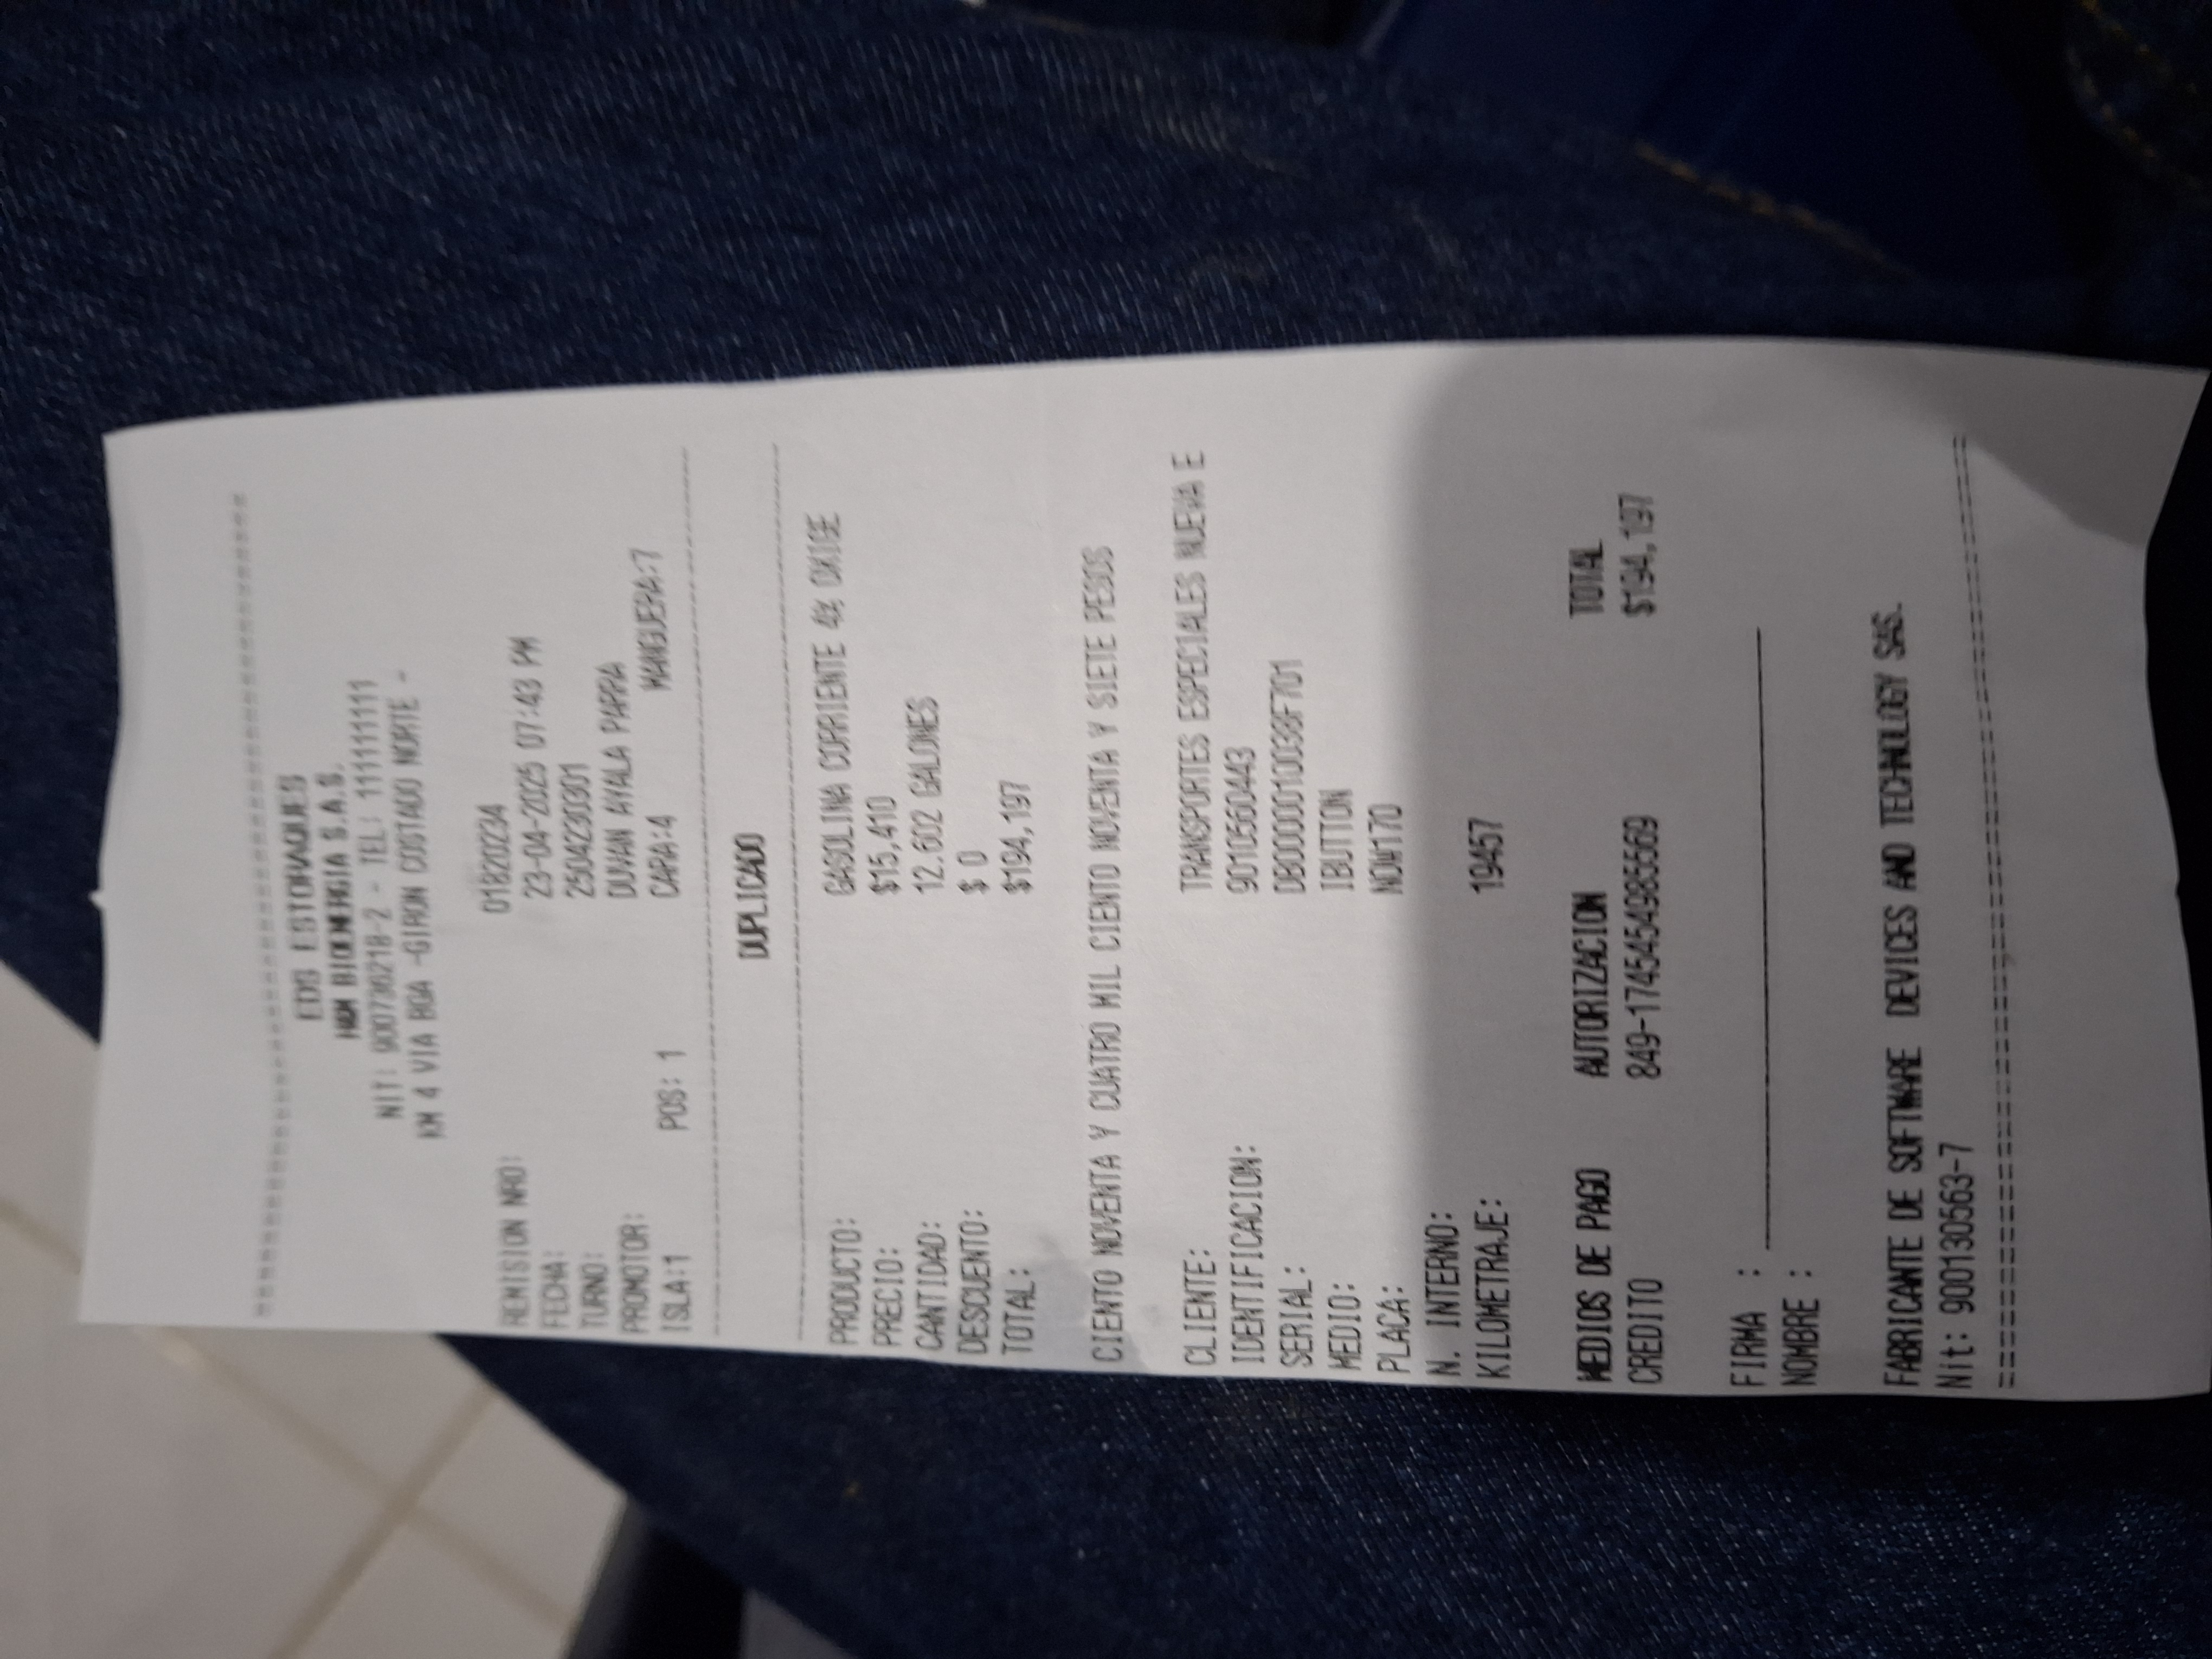 ================================================
EDS ESTORAQUES
H&M BIOENERGIA S.A.S.
NIT: 900736218-2 - TEL: 111111111
KM 4 VIA BGA -GIRON COSTADO NORTE -
REMISION NRO: 01820234
FECHA: 23-04-2025 07:43 PM
TURNO: 2504230301
PROMOTOR: DUVAN AYALA PARRA
ISLA:1 POS: 1 CARA:4 MANGUERA:7
------------------------------------------------
DUPLICADO
------------------------------------------------
PRODUCTO: GASOLINA CORRIENTE 4% OXIGE
PRECIO: $15,410
CANTIDAD: 12.602 GALONES
DESCUENTO: $ 0
TOTAL: $194,197
CIENTO NOVENTA Y CUATRO MIL CIENTO NOVENTA Y SIETE PESOS
CLIENTE: TRANSPORTES ESPECIALES NUEVA E
IDENTIFICACION: 9010560443
SERIAL:
MEDIO: IBUTTON
PLACA: NOW170
N. INTERNO:
KILOMETRAJE: 19457
MEDIOS DE PAGO AUTORIZACION TOTAL
CREDITO 849-1745454985569 $194,197
FIRMA :
NOMBRE :
FABRICANTE DE SOFTWARE DEVICES AND TECHNOLOGY SAS.
Nit: 9001305563-7
================================================